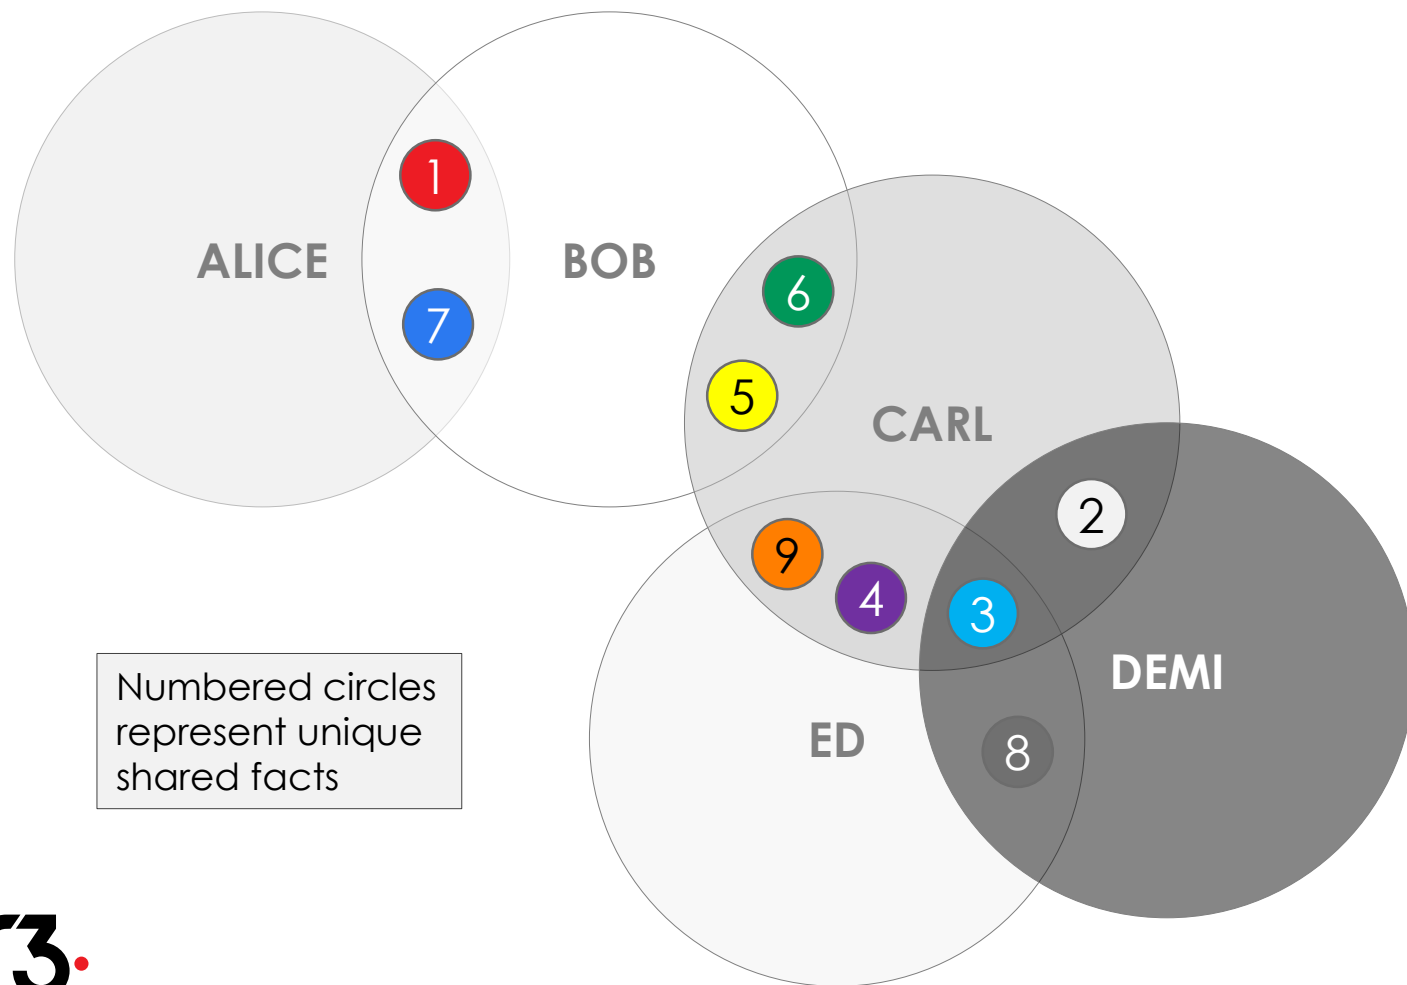 1
ALICE
BOB
7
6
5
CARL
2
9
4
3
DEMI
Numbered circles
represent unique
shared facts
ED
8
r3.